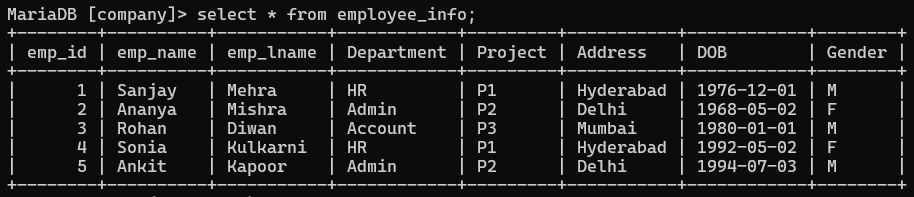 MariaDB [company]> select * from employee_info;
+--------+----------+-----------+------------+---------+-----------+------------+--------+
| emp_id | emp_name | emp_lname | Department | Project | Address   | DOB        | Gender |
+--------+----------+-----------+------------+---------+-----------+------------+--------+
|      1 | Sanjay   | Mehra     | HR         | P1      | Hyderabad | 1976-12-01 | M      |
|      2 | Ananya   | Mishra    | Admin      | P2      | Delhi     | 1968-05-02 | F      |
|      3 | Rohan    | Diwan     | Account    | P3      | Mumbai    | 1980-01-01 | M      |
|      4 | Sonia    | Kulkarni  | HR         | P1      | Hyderabad | 1992-05-02 | F      |
|      5 | Ankit    | Kapoor    | Admin      | P2      | Delhi     | 1994-07-03 | M      |
+--------+----------+-----------+------------+---------+-----------+------------+--------+